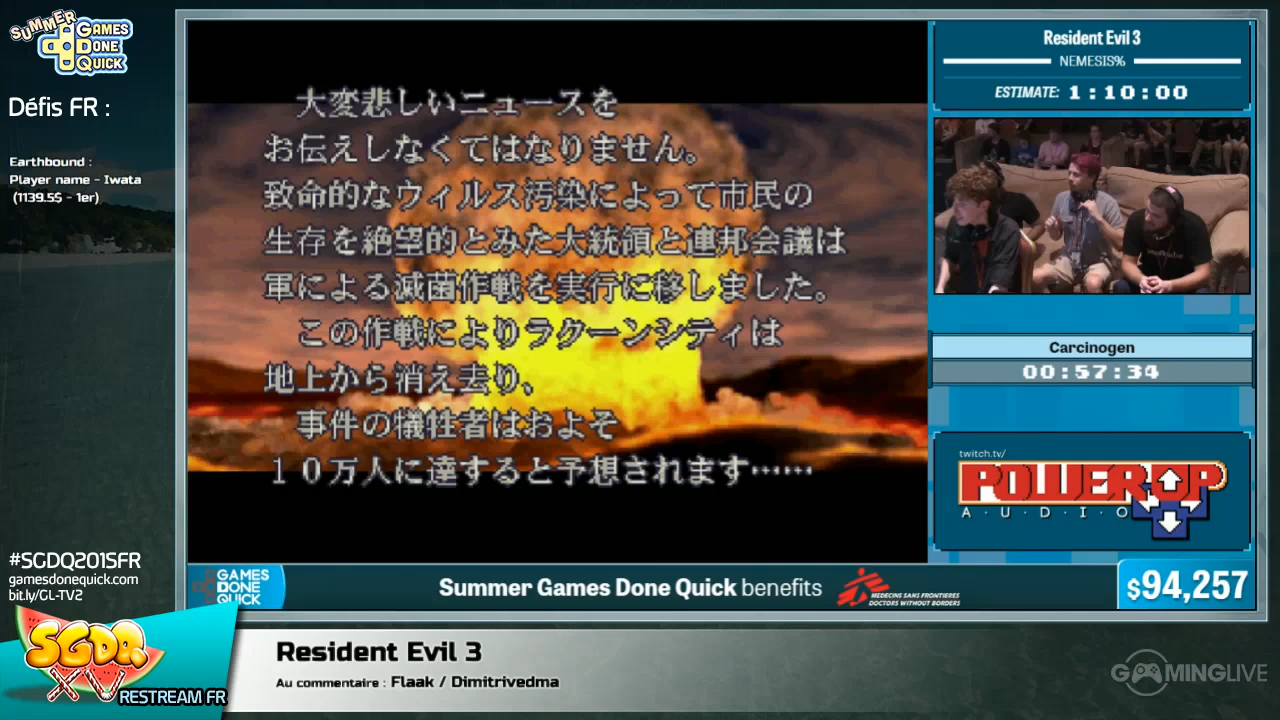 SUMMER
GAMES
DONE
QUICK
Défis FR :
Earthbound :
Player name - Iwata
(1139.5$ - 1er)
大変悲しいニュースを
お伝えしなくてはなりません。
致命的なウィルス汚染によって市民の
生存を絶望的とみた大統領と連邦会議は
軍による滅菌作戦を実行に移しました。
この作戦によりラクーンシティは
地上から消え去り、
事件の犠牲者はおよそ
１０万人に達すると予想されます……
Resident Evil 3
NEMESIS%
ESTIMATE: 1:10:00
Carcinogen
00:57:34
twitch.tv/
POWERUP
A·U·D·I·O
#SGDQ2015FR
gamesdonequick.com
bit.ly/GL-TV2
GAMES
DONE
QUICK
Summer Games Done Quick benefits
MEDECINS SANS FRONTIERES
DOCTORS WITHOUT BORDERS
$94,257
SGDQ
XV
RESTREAM FR
Resident Evil 3
Au commentaire : Flaak / Dimitrivedma
GAMINGLIVE